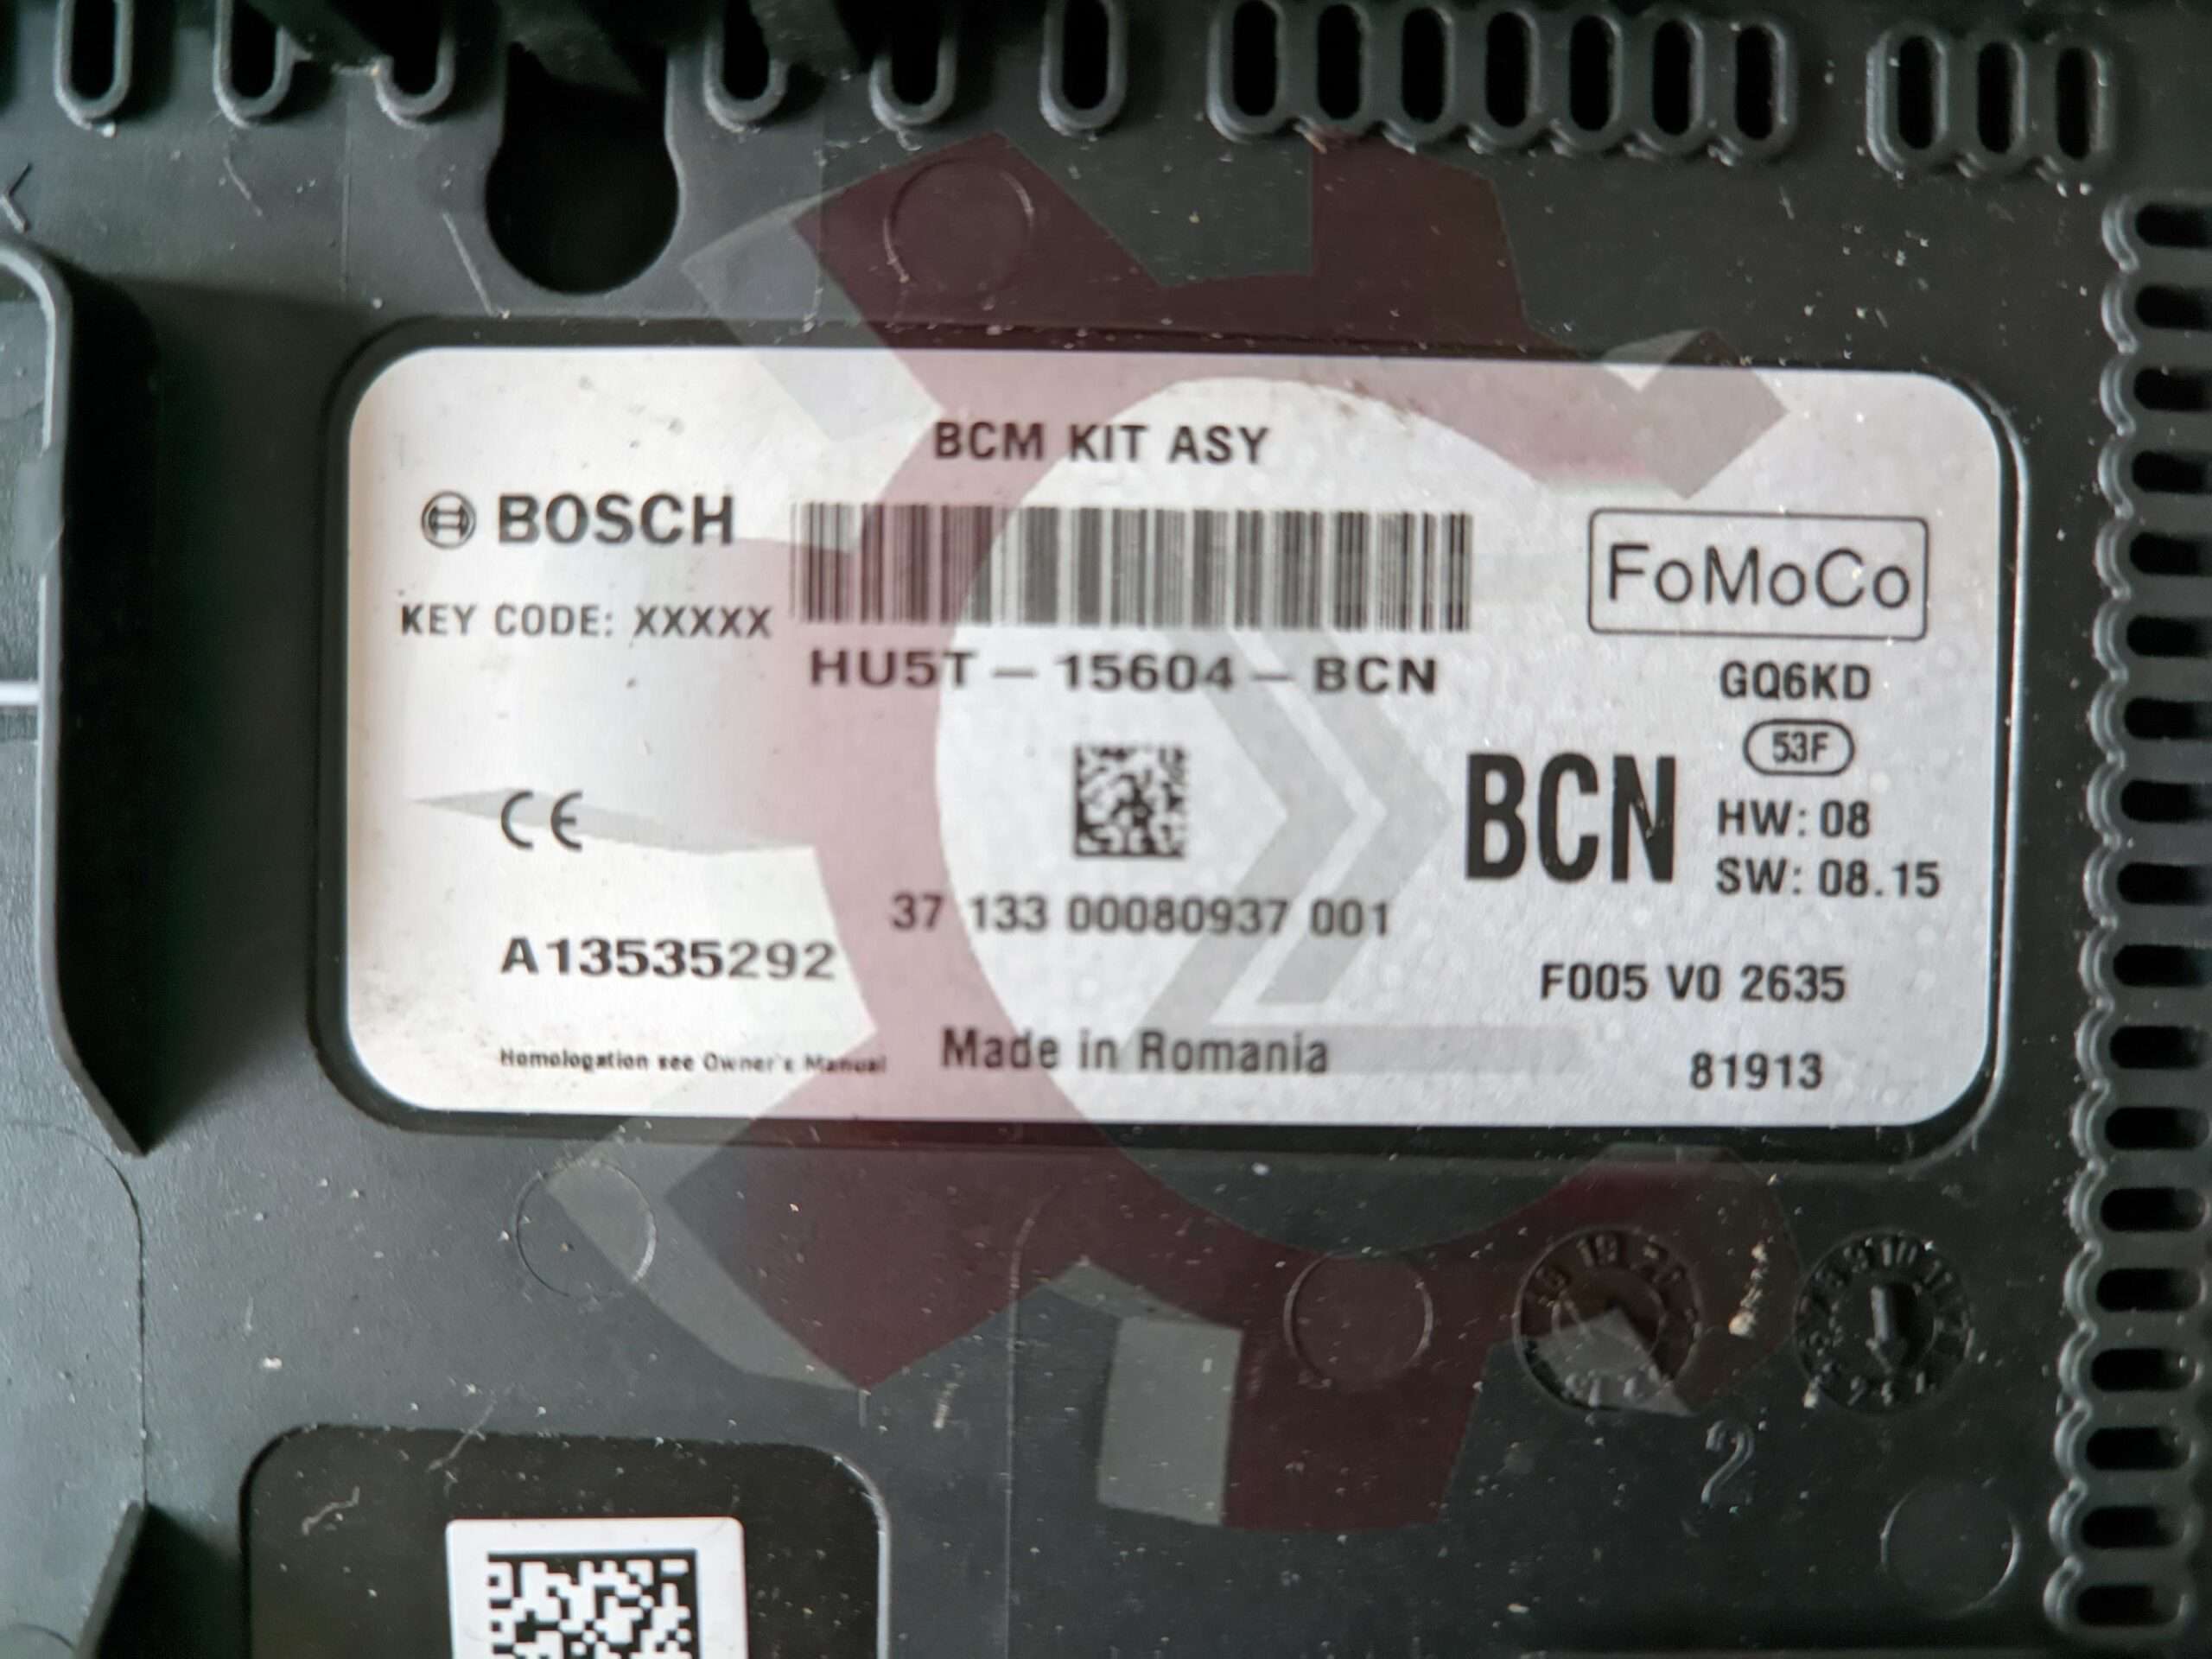 BCM KIT ASY
BOSCH
KEY CODE: XXXXX
HU5T – 15604 – BCN
FoMoCo
GQ6KD
53F
BCN
HW: 08
SW: 08.15
CE
37 133 00080937 001
A13535292
F005 V0 2635
Homologation see Owner's Manual
Made in Romania
81913
2